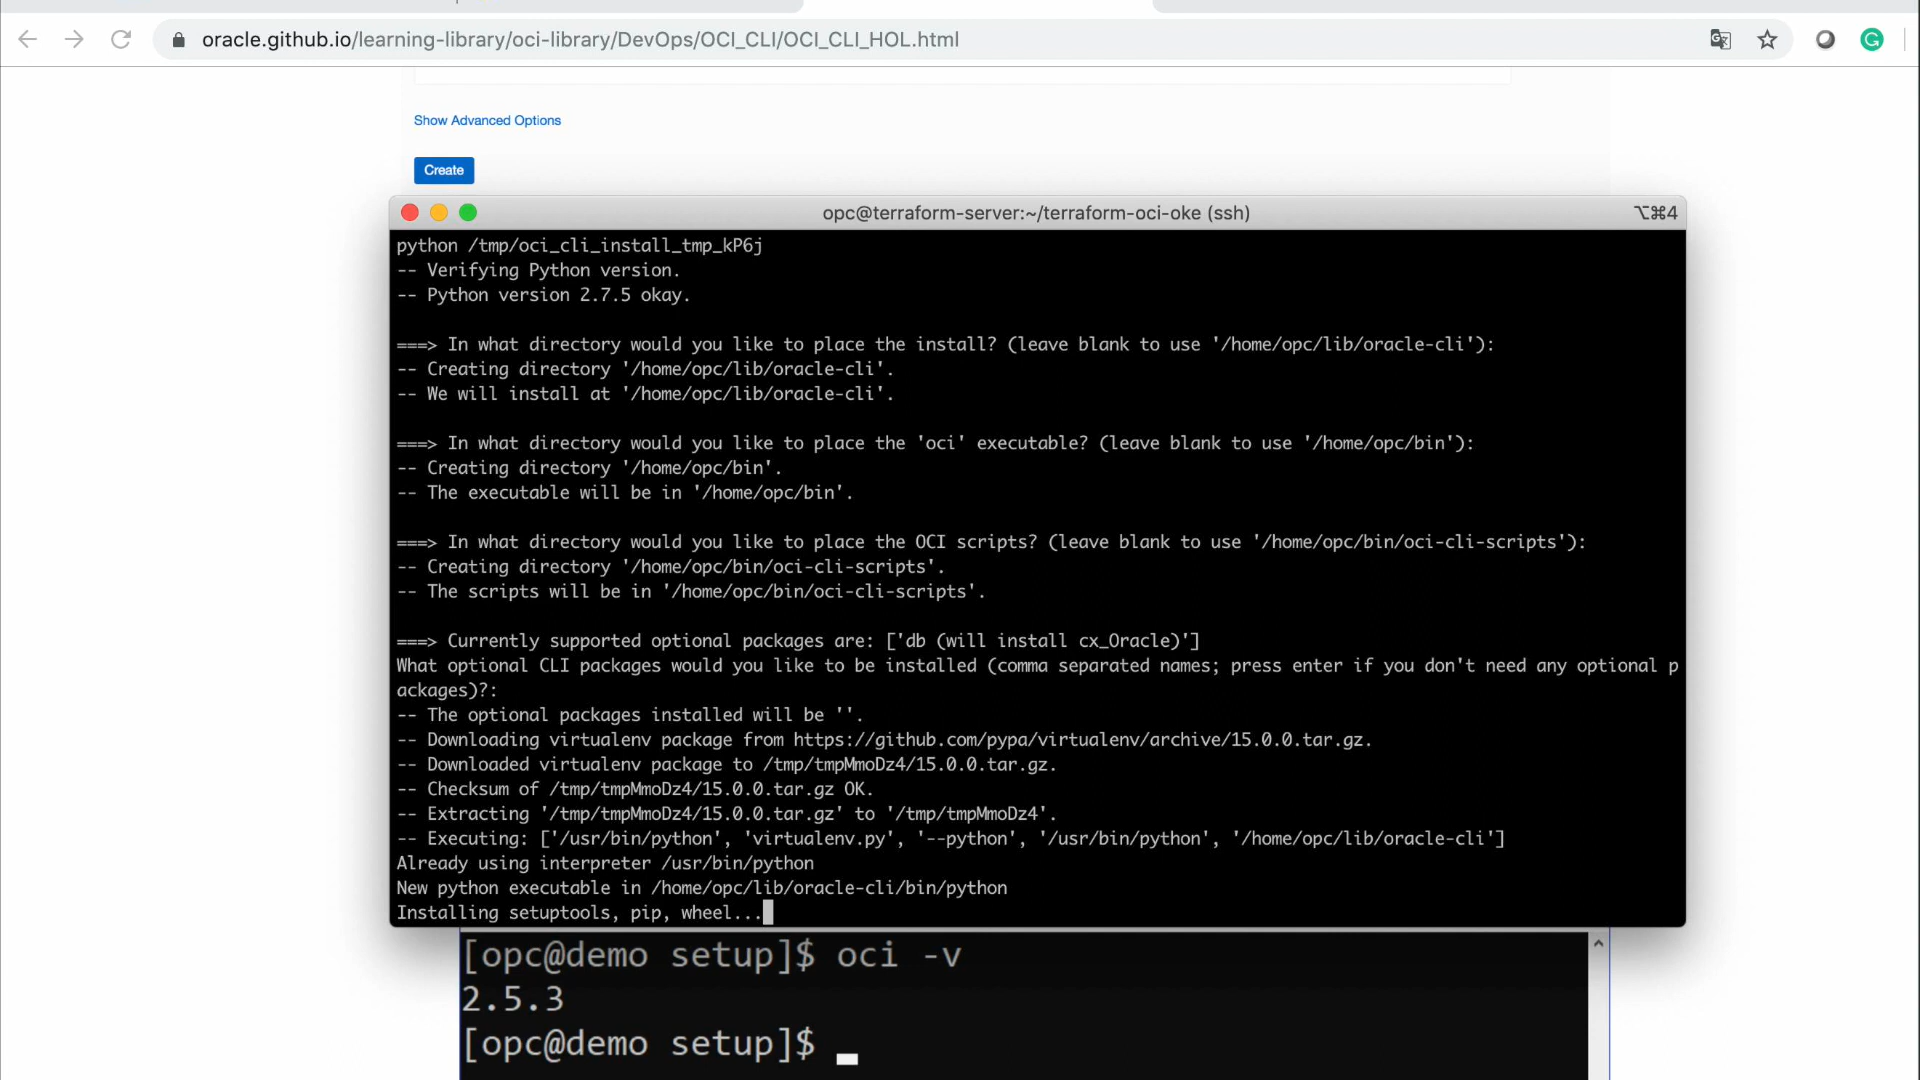 oracle.github.io/learning-library/oci-library/DevOps/OCI_CLI/OCI_CLI_HOL.html
Show Advanced Options
Create
opc@terraform-server:~/terraform-oci-oke (ssh)
⌥⌘4
python /tmp/oci_cli_install_tmp_kP6j
-- Verifying Python version.
-- Python version 2.7.5 okay.
===> In what directory would you like to place the install? (leave blank to use '/home/opc/lib/oracle-cli'):
-- Creating directory '/home/opc/lib/oracle-cli'.
-- We will install at '/home/opc/lib/oracle-cli'.
===> In what directory would you like to place the 'oci' executable? (leave blank to use '/home/opc/bin'):
-- Creating directory '/home/opc/bin'.
-- The executable will be in '/home/opc/bin'.
===> In what directory would you like to place the OCI scripts? (leave blank to use '/home/opc/bin/oci-cli-scripts'):
-- Creating directory '/home/opc/bin/oci-cli-scripts'.
-- The scripts will be in '/home/opc/bin/oci-cli-scripts'.
===> Currently supported optional packages are: ['db (will install cx_Oracle)']
What optional CLI packages would you like to be installed (comma separated names; press enter if you don't need any optional p
ackages)?:
-- The optional packages installed will be ''.
-- Downloading virtualenv package from https://github.com/pypa/virtualenv/archive/15.0.0.tar.gz.
-- Downloaded virtualenv package to /tmp/tmpMmoDz4/15.0.0.tar.gz.
-- Checksum of /tmp/tmpMmoDz4/15.0.0.tar.gz OK.
-- Extracting '/tmp/tmpMmoDz4/15.0.0.tar.gz' to '/tmp/tmpMmoDz4'.
-- Executing: ['/usr/bin/python', 'virtualenv.py', '--python', '/usr/bin/python', '/home/opc/lib/oracle-cli']
Already using interpreter /usr/bin/python
New python executable in /home/opc/lib/oracle-cli/bin/python
Installing setuptools, pip, wheel...
[opc@demo setup]$ oci -v
2.5.3
[opc@demo setup]$